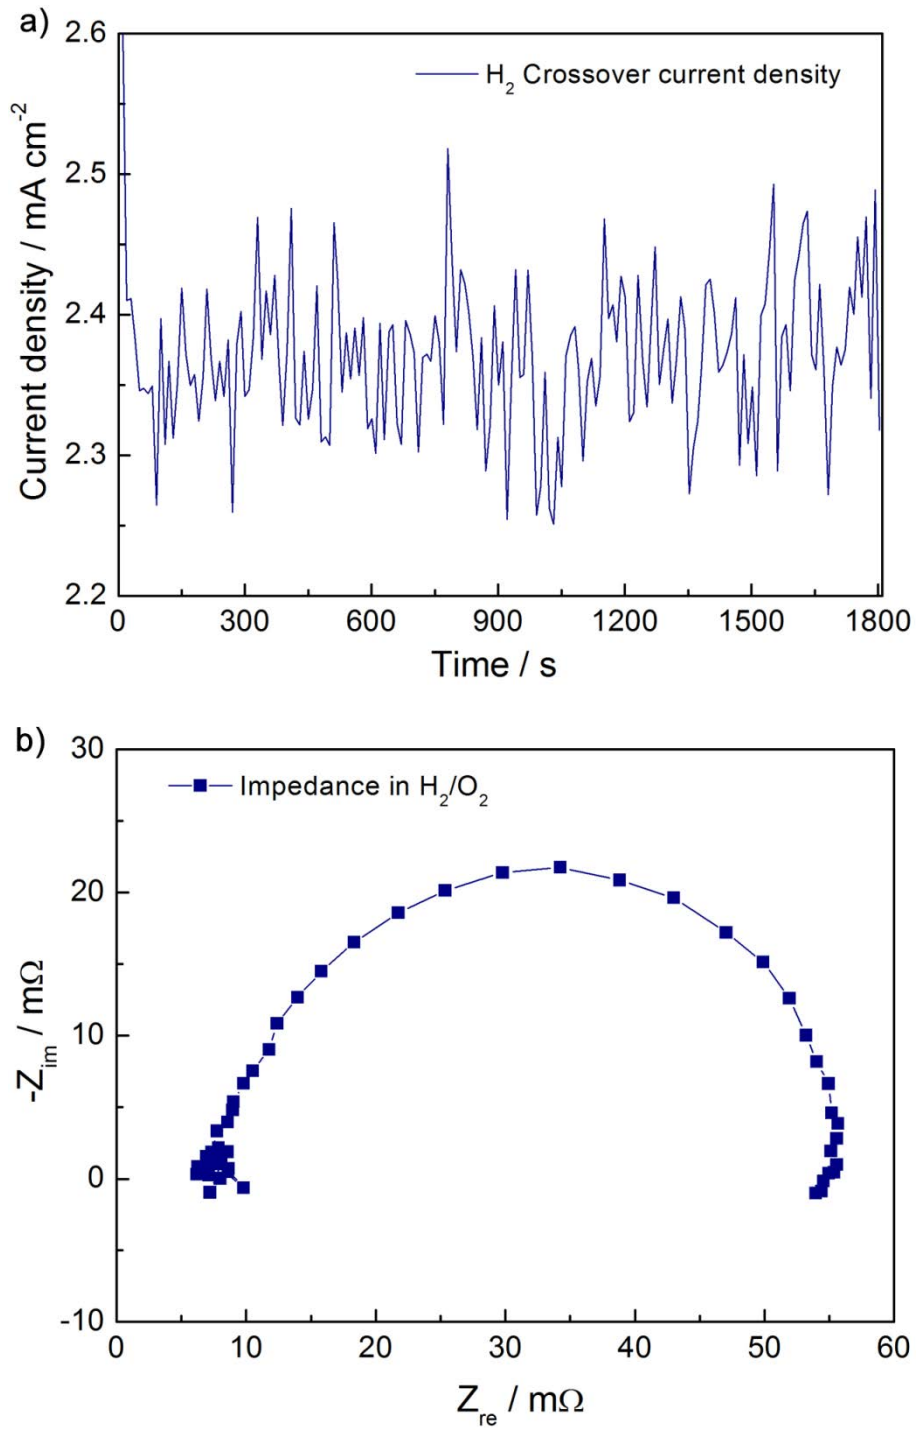 a)
2.6
H₂ Crossover current density
2.5
2.4
2.3
2.2
Current density / mA cm⁻²
0 300 600 900 1200 1500 1800
Time / s
b)
30
Impedance in H₂/O₂
20
10
0
-10
-Z_im / mΩ
0 10 20 30 40 50 60
Z_re / mΩ